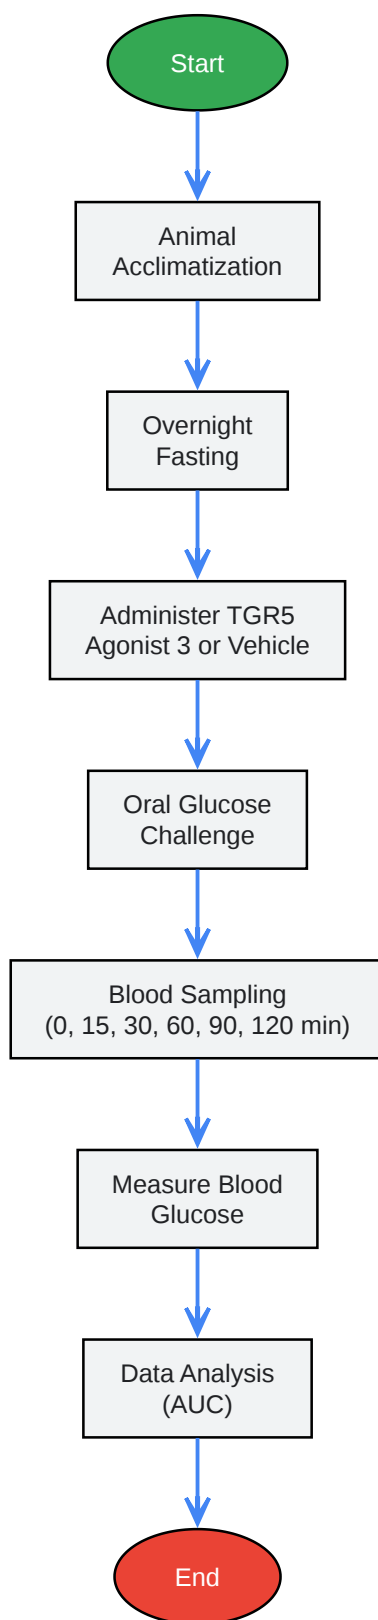 Start
Animal
Acclimatization
Overnight
Fasting
Administer TGR5
Agonist 3 or Vehicle
Oral Glucose
Challenge
Blood Sampling
(0, 15, 30, 60, 90, 120 min)
Measure Blood
Glucose
Data Analysis
(AUC)
End